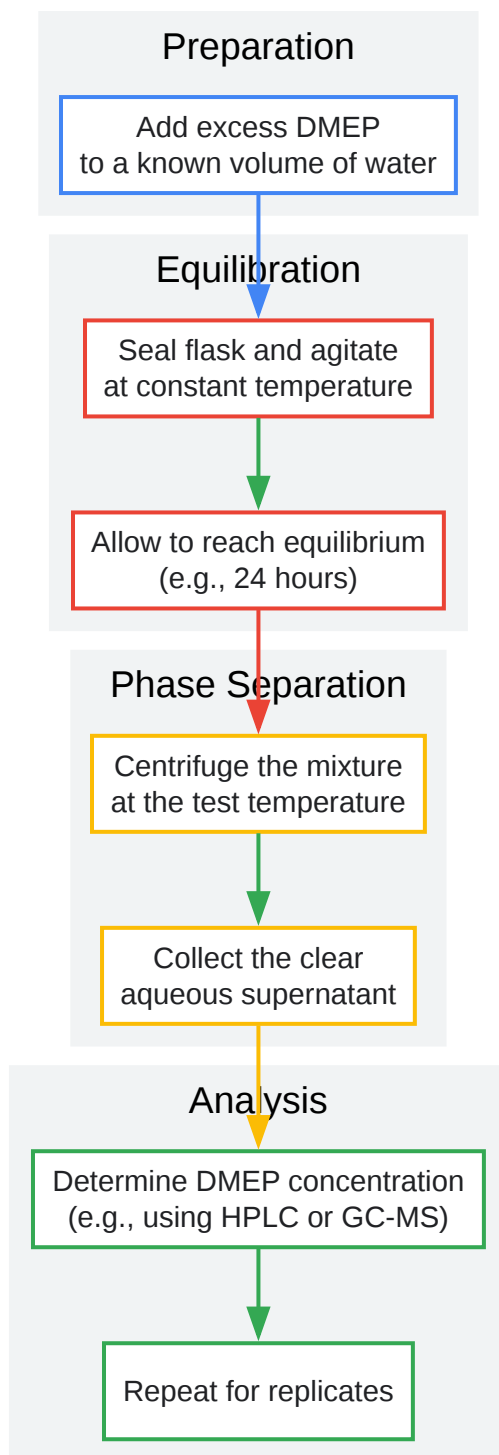 Preparation
Add excess DMEP
to a known volume of water
Equilibration
Seal flask and agitate
at constant temperature
Allow to reach equilibrium
(e.g., 24 hours)
Phase Separation
Centrifuge the mixture
at the test temperature
Collect the clear
aqueous supernatant
Analysis
Determine DMEP concentration
(e.g., using HPLC or GC-MS)
Repeat for replicates